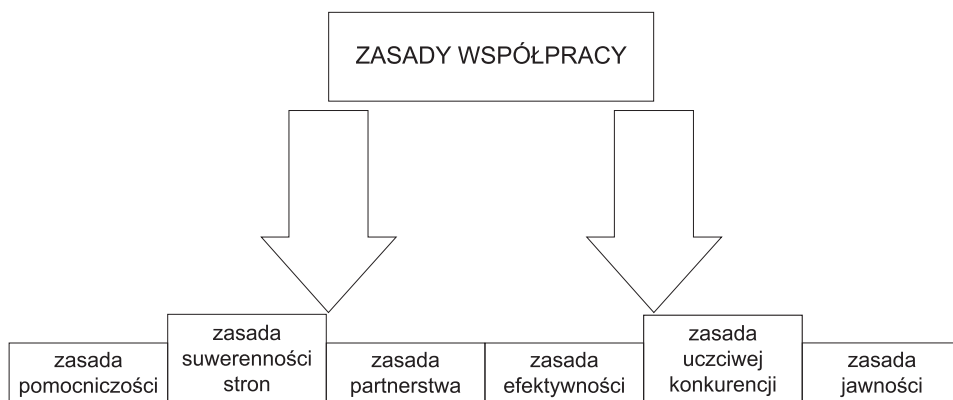 ZASADY WSPÓŁPRACY
zasada
pomocniczości
zasada
suwerenności
stron
zasada
partnerstwa
zasada
efektywności
zasada
uczciwej
konkurencji
zasada
jawności